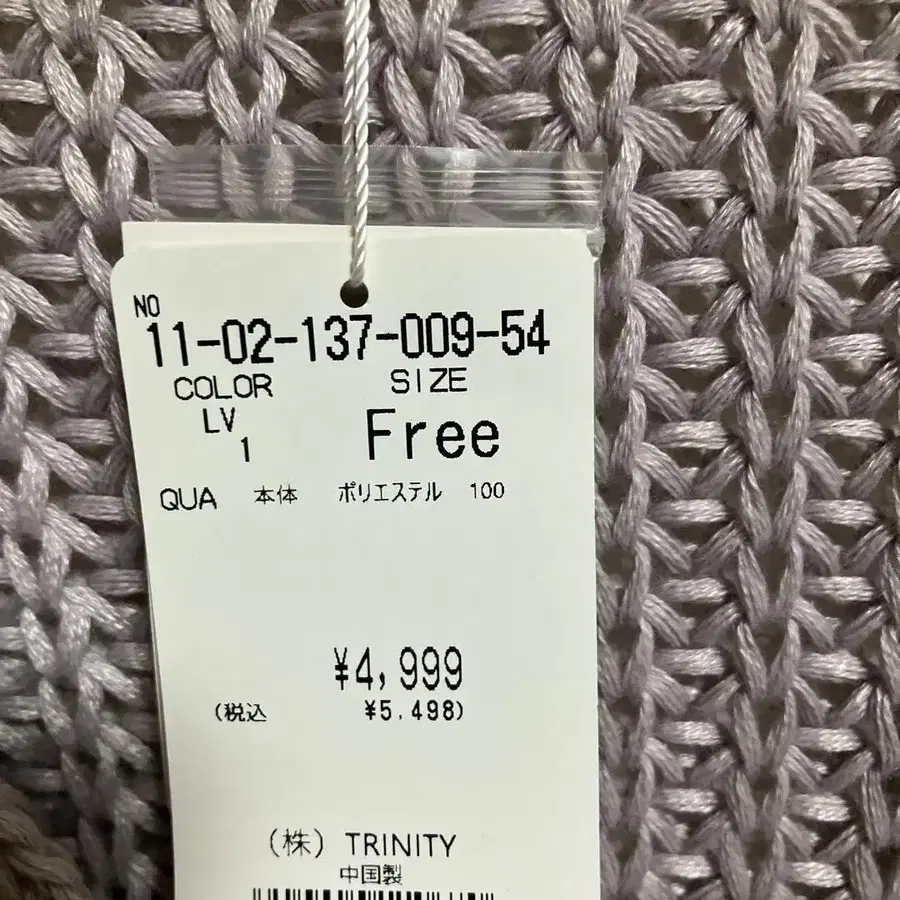 NO
11-02-137-009-54
COLOR SIZE
LV
1 Free
QUA 本体 ポリエステル 100
¥4,999
(税込 ¥5,498)
(株) TRINITY
中国製